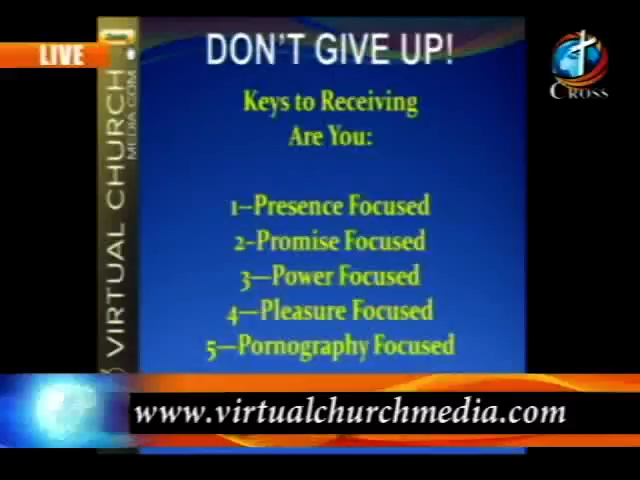 LIVE
DON'T GIVE UP!
Keys to Receiving
Are You:
1–Presence Focused
2-Promise Focused
3—Power Focused
4—Pleasure Focused
5—Pornography Focused
VIRTUAL CHURCH
MEDIA.COM
CROSS
www.virtualchurchmedia.com